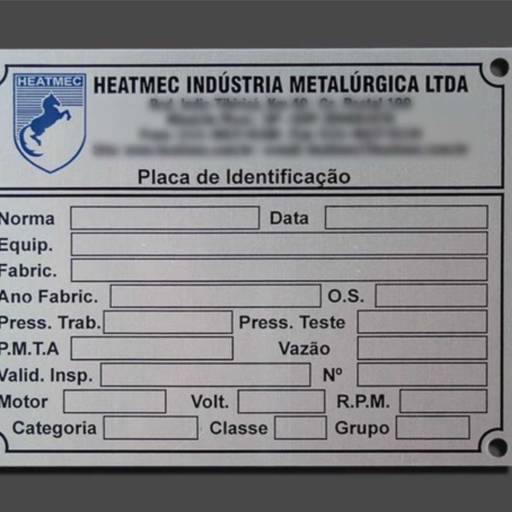 HEATMEC
HEATMEC INDÚSTRIA METALÚRGICA LTDA
Placa de Identificação
Norma Data
Equip.
Fabric.
Ano Fabric. O.S.
Press. Trab. Press. Teste
P.M.T.A Vazão
Valid. Insp. Nº
Motor Volt. R.P.M.
Categoria Classe Grupo